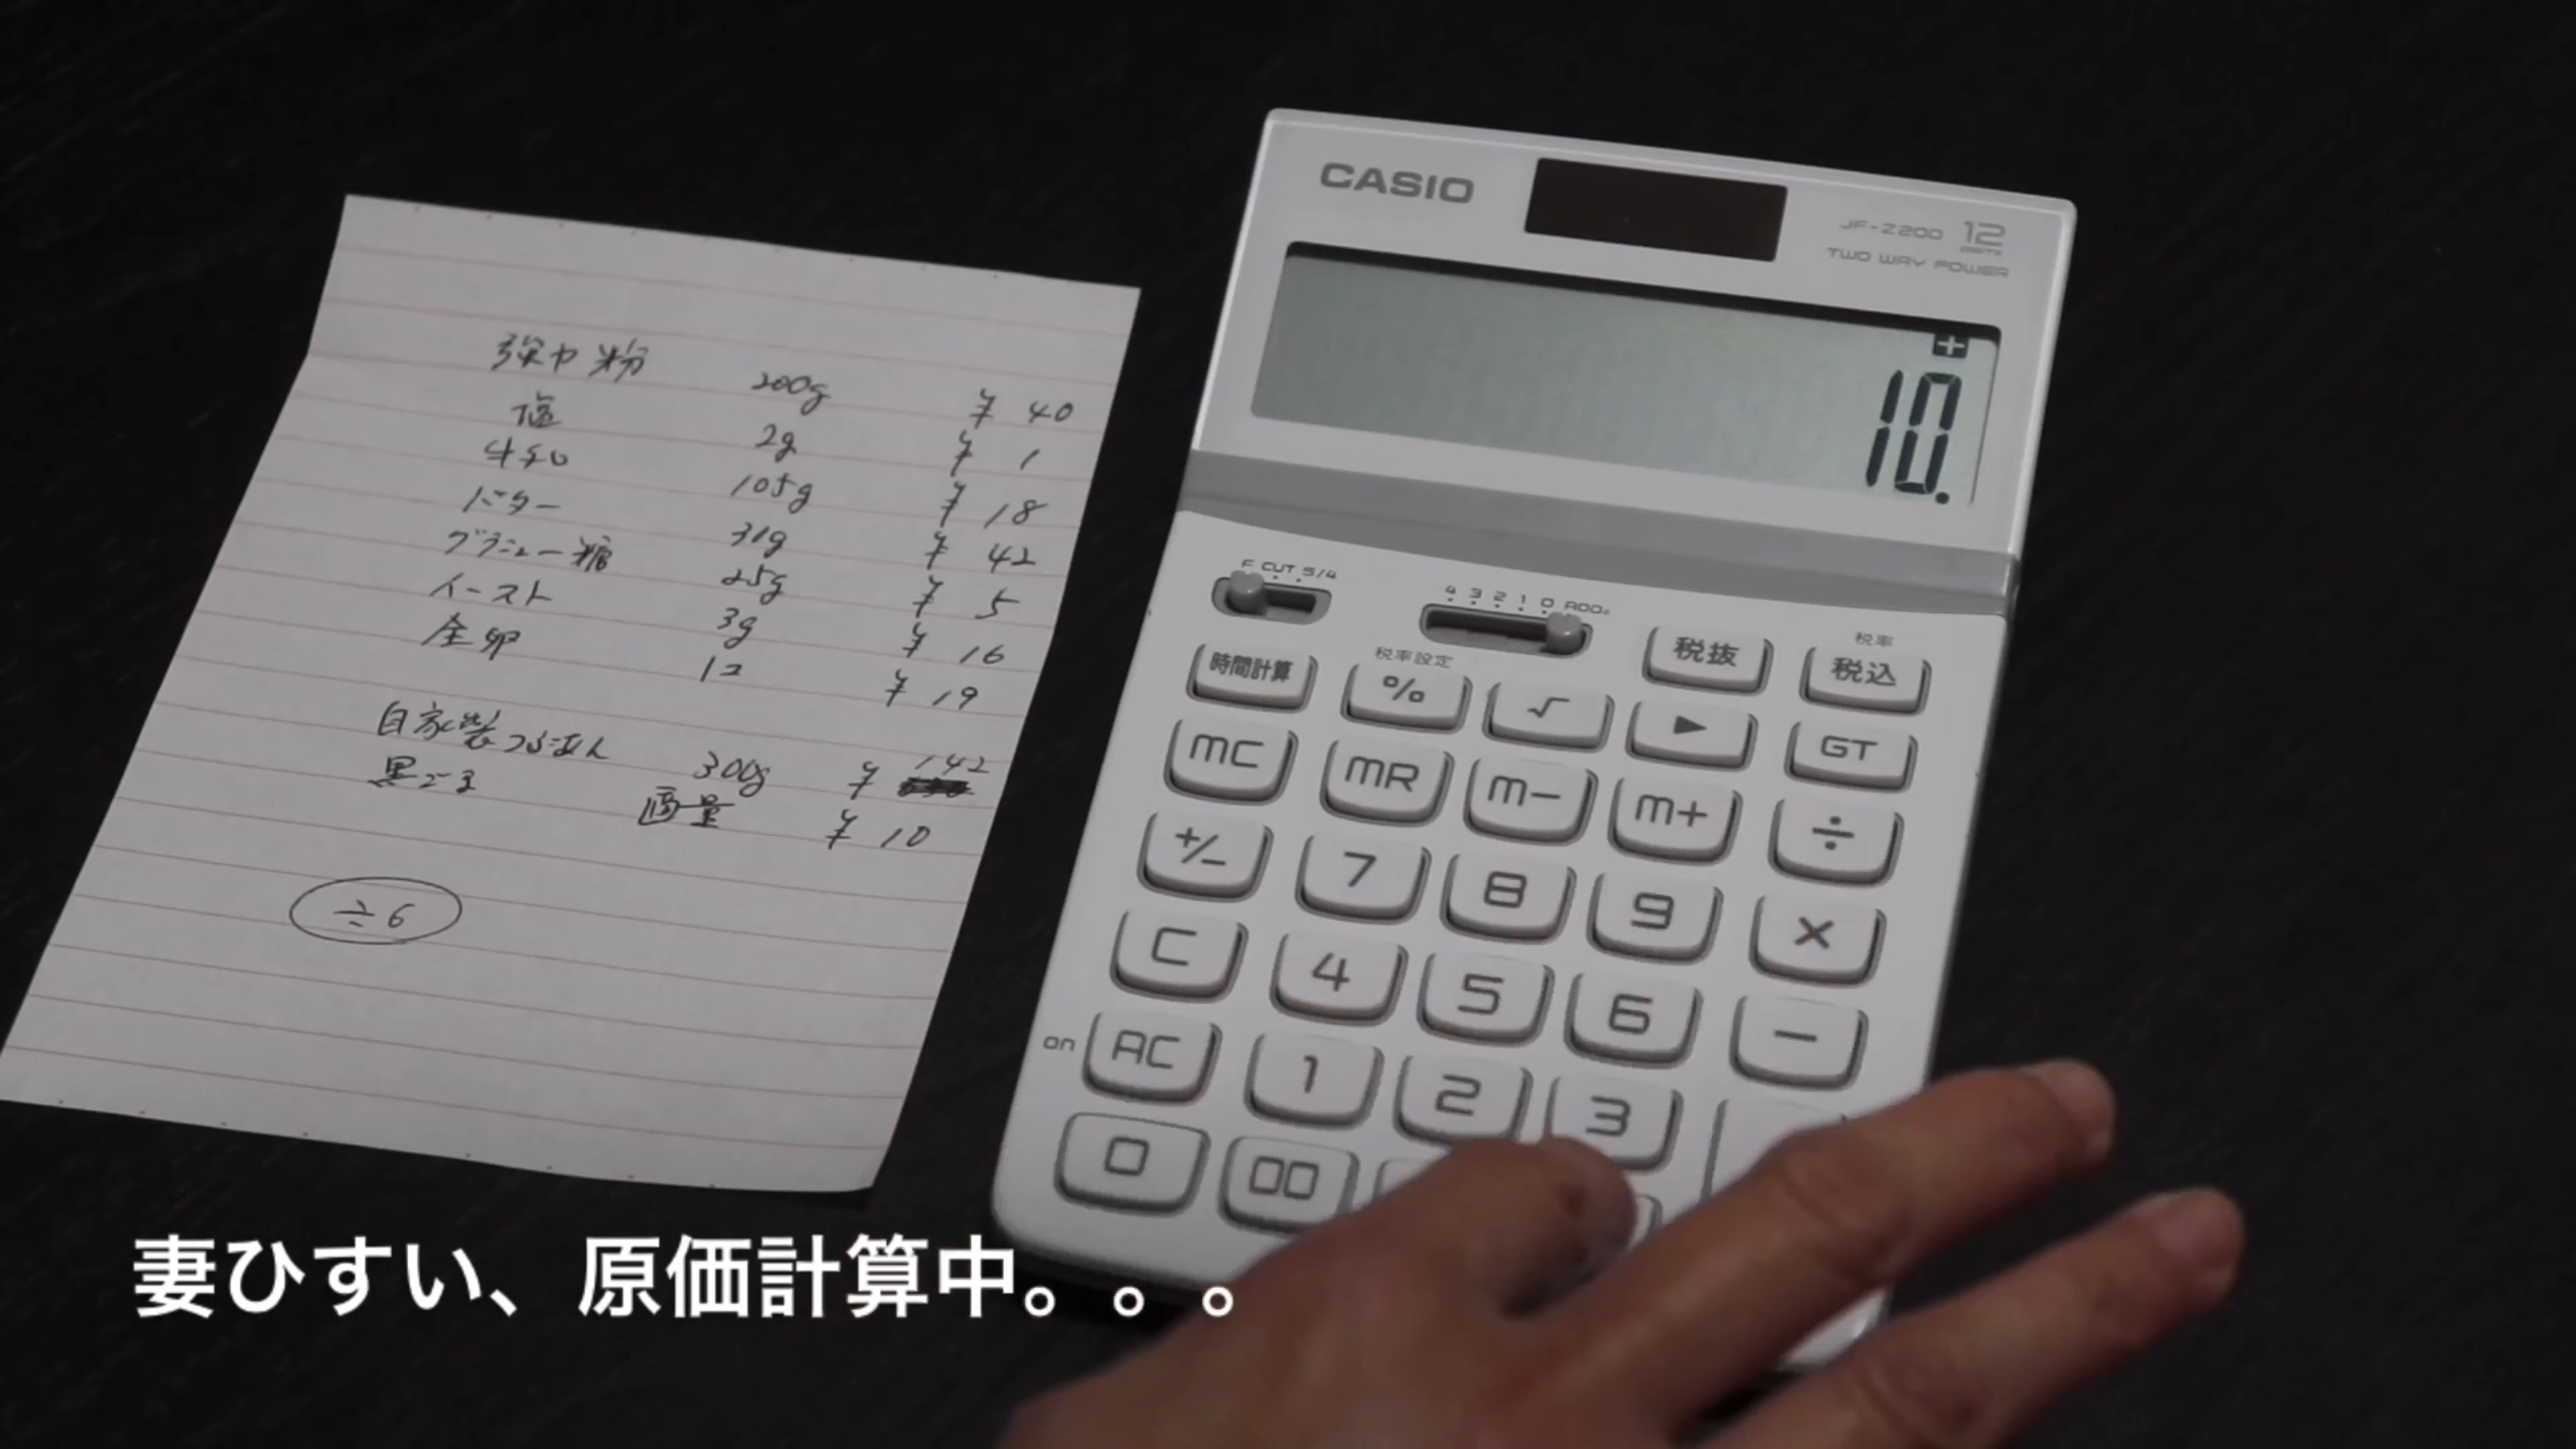 強力粉 200g ¥40
塩 2g ¥1
牛乳 105g ¥18
バター 31g ¥42
グラニュー糖 25g ¥5
イースト 3g ¥16
全卵 1コ ¥19
自家製つぶあん 300g ¥142
黒ごま 適量 ¥10
÷6
CASIO
JF-Z200 12 DIGITS
TWO WAY POWER
+
10.
F CUT 5/4
4 3 2 1 0 ADD₂
税率設定 税率
時間計算 % √ 税抜 税込
MC MR M− M+ ▶ GT
+/− 7 8 9 ÷
C 4 5 6 ×
on AC 1 2 3 −
0 00
妻ひすい、原価計算中。。。